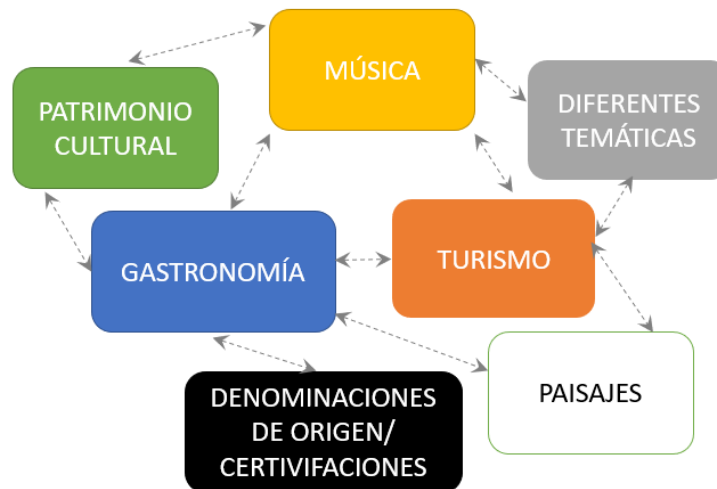 MÚSICA
PATRIMONIO
CULTURAL
DIFERENTES
TEMÁTICAS
GASTRONOMÍA
TURISMO
DENOMINACIONES
DE ORIGEN/
CERTIVIFACIONES
PAISAJES